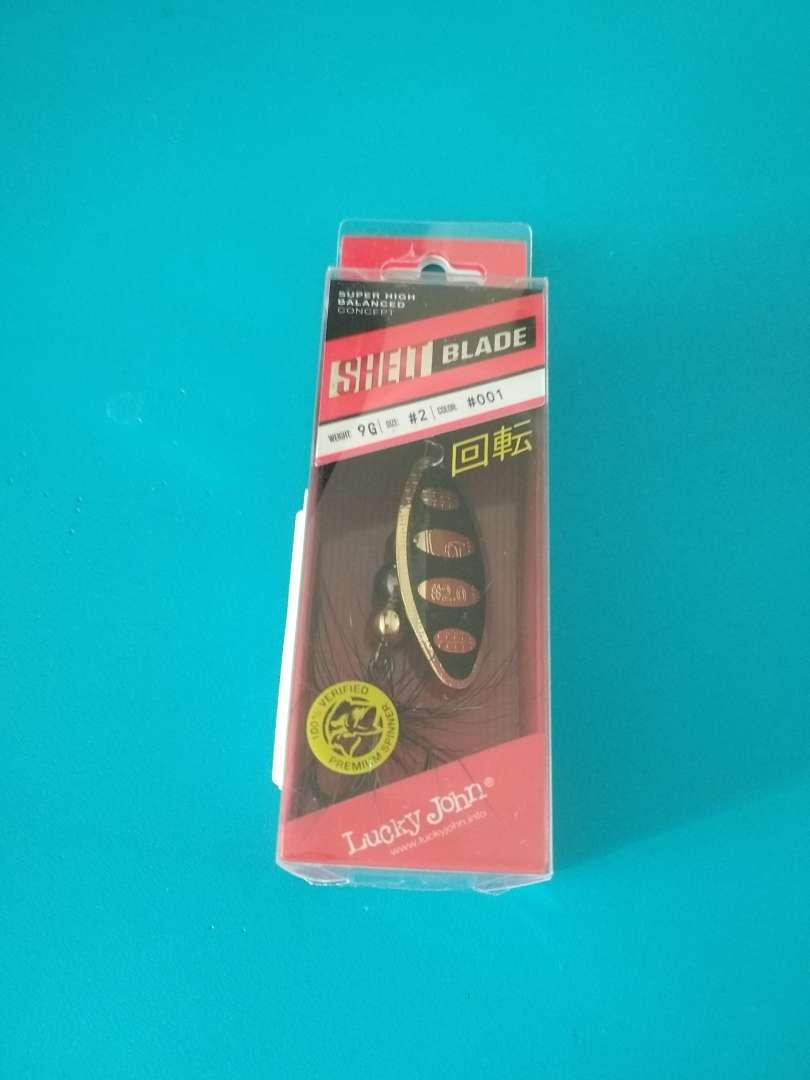 SUPER HIGH
BALANCED
CONCEPT
SHELT BLADE
WEIGHT: 9G | SIZE: #2 | COLOR: #001
回転
100% VERIFIED
PREMIUM SPINNER
Lucky John®
www.luckyjohn.info